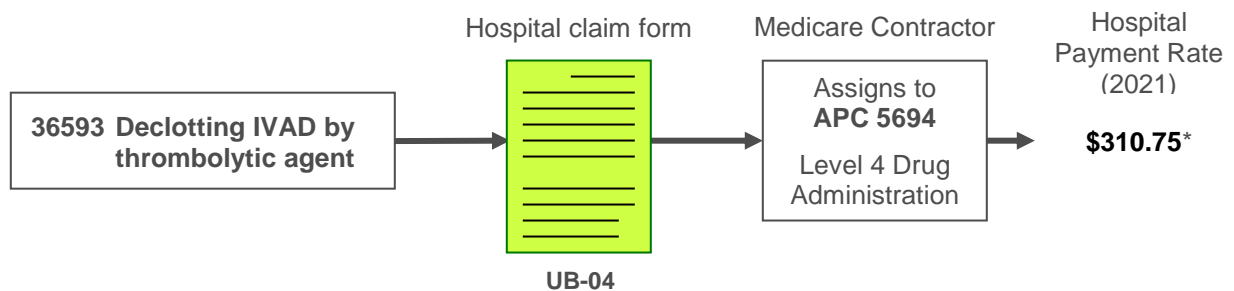 Hospital claim form
Medicare Contractor
Hospital
Payment Rate
(2021)
36593 Declotting IVAD by
thrombolytic agent
Assigns to
APC 5694
Level 4 Drug
Administration
$310.75*
UB-04